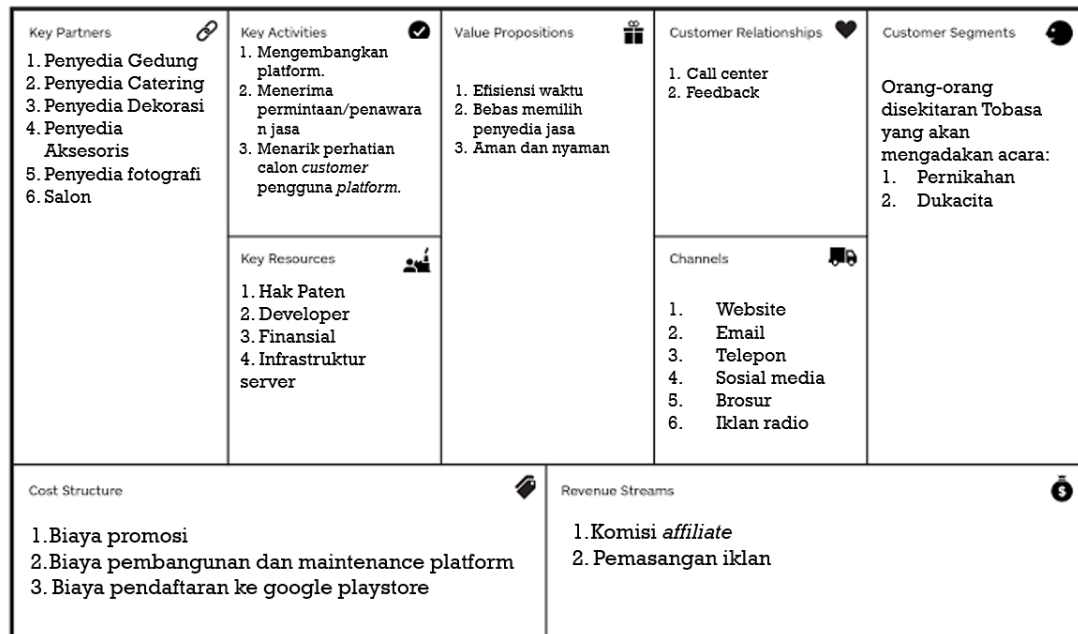 Key Partners
1. Penyedia Gedung
2. Penyedia Catering
3. Penyedia Dekorasi
4. Penyedia
Aksesoris
5. Penyedia fotografi
6. Salon
Key Activities
1. Mengembangkan
platform.
2. Menerima
permintaan/penawara
n jasa
3. Menarik perhatian
calon customer
pengguna platform.
Key Resources
1. Hak Paten
2. Developer
3. Finansial
4. Infrastruktur
server
Value Propositions
1. Efisiensi waktu
2. Bebas memilih
penyedia jasa
3. Aman dan nyaman
Customer Relationships
1. Call center
2. Feedback
Channels
1. Website
2. Email
3. Telepon
4. Sosial media
5. Brosur
6. Iklan radio
Customer Segments
Orang-orang
disekitaran Tobasa
yang akan
mengadakan acara:
1. Pernikahan
2. Dukacita
Cost Structure
1.Biaya promosi
2.Biaya pembangunan dan maintenance platform
3. Biaya pendaftaran ke google playstore
Revenue Streams
$
1.Komisi affiliate
2. Pemasangan iklan